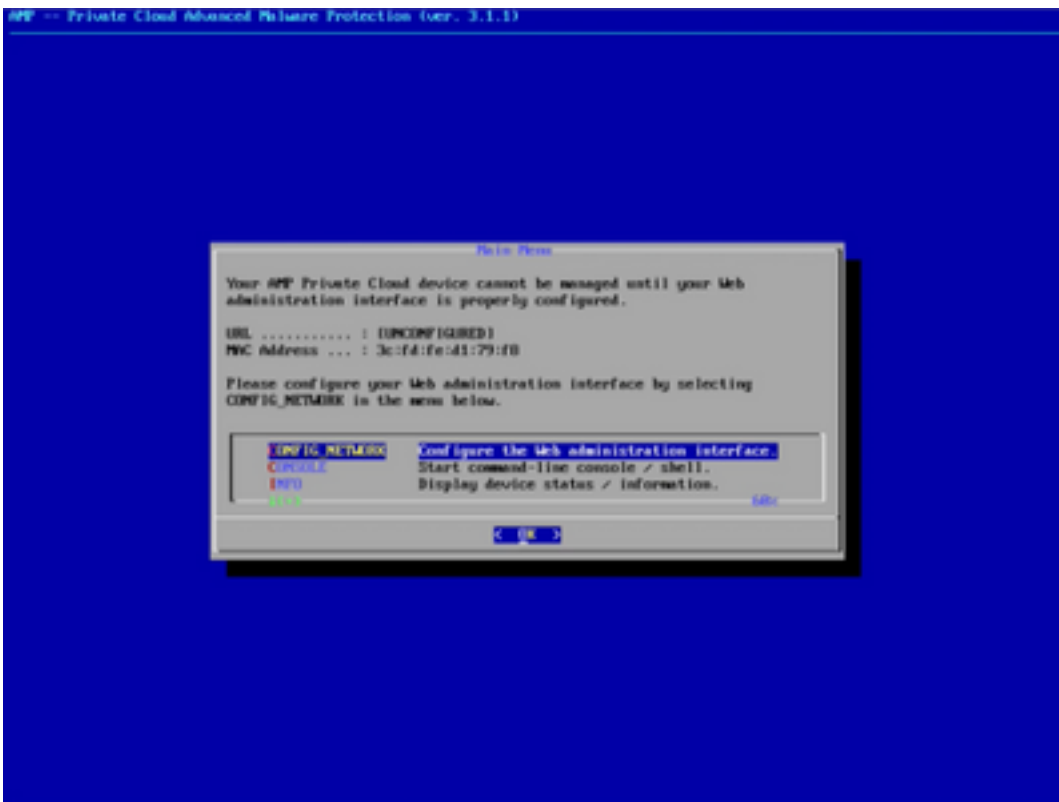 AMP -- Private Cloud Advanced Malware Protection (ver. 3.1.1)
Main Menu
Your AMP Private Cloud device cannot be managed until your Web
administration interface is properly configured.
URL ........... : [UNCONFIGURED]
MAC Address ... : 3c:fd:fe:d1:79:f8
Please configure your Web administration interface by selecting
CONFIG_NETWORK in the menu below.
CONFIG_NETWORK Configure the Web administration interface.
CONSOLE Start command-line console / shell.
INFO Display device status / information.
60%
< OK >